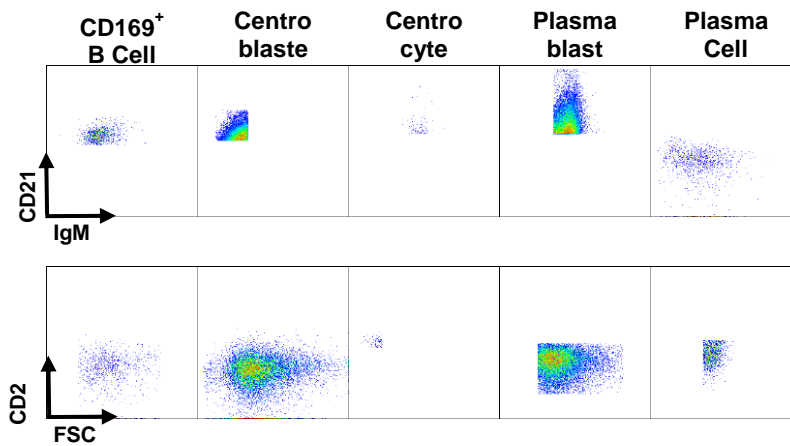 CD169+ B Cell
Centro blaste
Centro cyte
Plasma blast
Plasma Cell
CD21
IgM
CD2
FSC